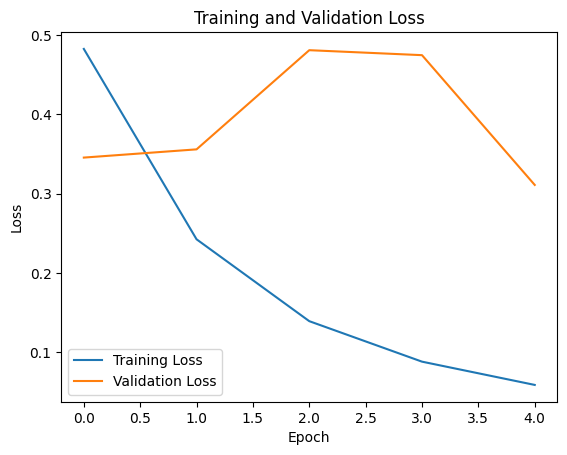 Training and Validation Loss
0.5
0.4
0.3
0.2
0.1
Loss
Training Loss
Validation Loss
0.0 0.5 1.0 1.5 2.0 2.5 3.0 3.5 4.0
Epoch